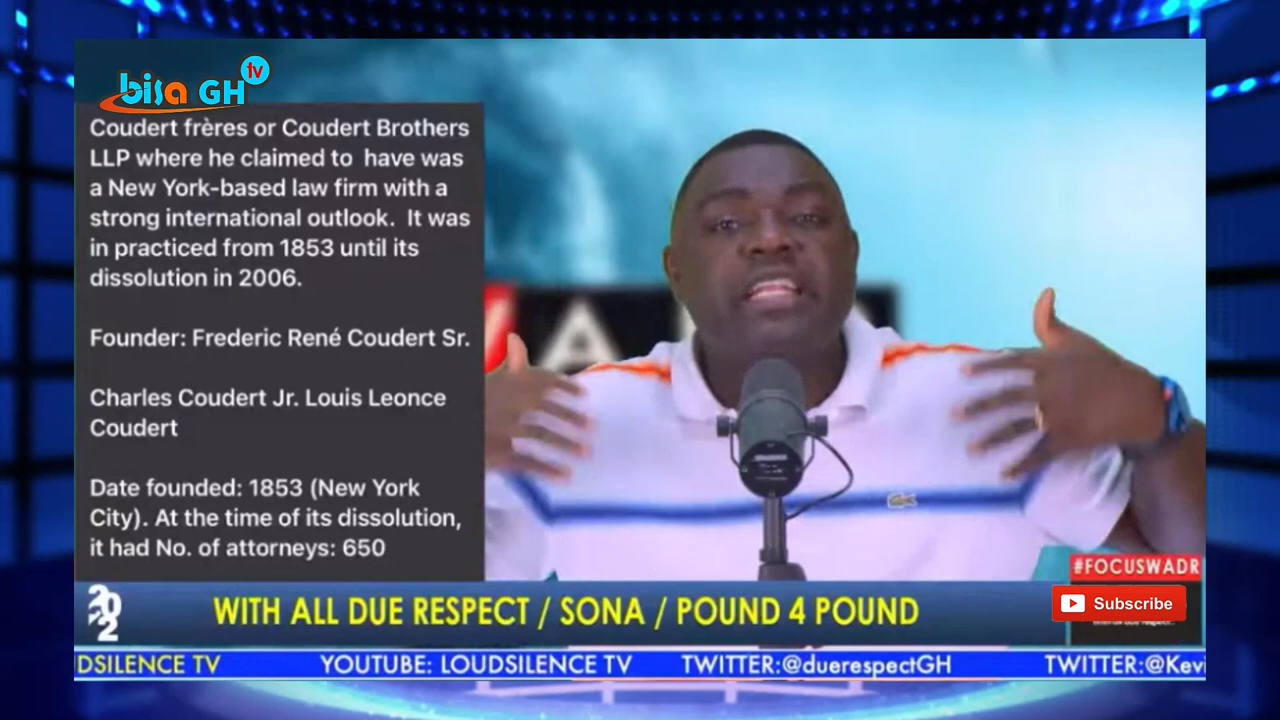 bisa GH tv
Coudert frères or Coudert Brothers
LLP where he claimed to have was
a New York-based law firm with a
strong international outlook. It was
in practiced from 1853 until its
dissolution in 2006.
Founder: Frederic René Coudert Sr.
Charles Coudert Jr. Louis Leonce
Coudert
Date founded: 1853 (New York
City). At the time of its dissolution,
it had No. of attorneys: 650
#FOCUSWADR
2022
WITH ALL DUE RESPECT / SONA / POUND 4 POUND
Subscribe
DSILENCE TV YOUTUBE: LOUDSILENCE TV TWITTER:@duerespectGH TWITTER:@Kevi